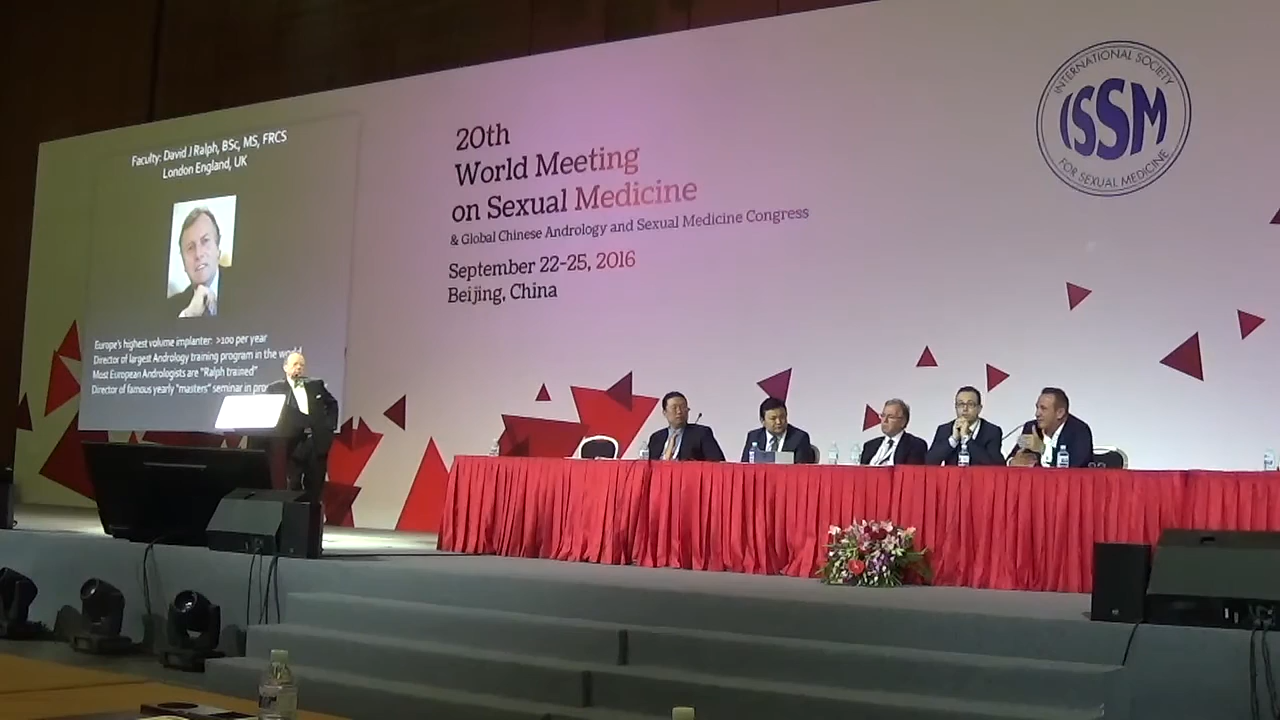 Faculty: David J Ralph, BSc, MS, FRCS
London England, UK
Europe's highest volume implanter: >100 per year
Director of largest Andrology training program in the world
Most European Andrologists are "Ralph trained"
Director of famous yearly "masters" seminar in
20th
World Meeting
on Sexual Medicine
& Global Chinese Andrology and Sexual Medicine Congress
September 22-25, 2016
Beijing, China
INTERNATIONAL SOCIETY
ISSM
FOR SEXUAL MEDICINE